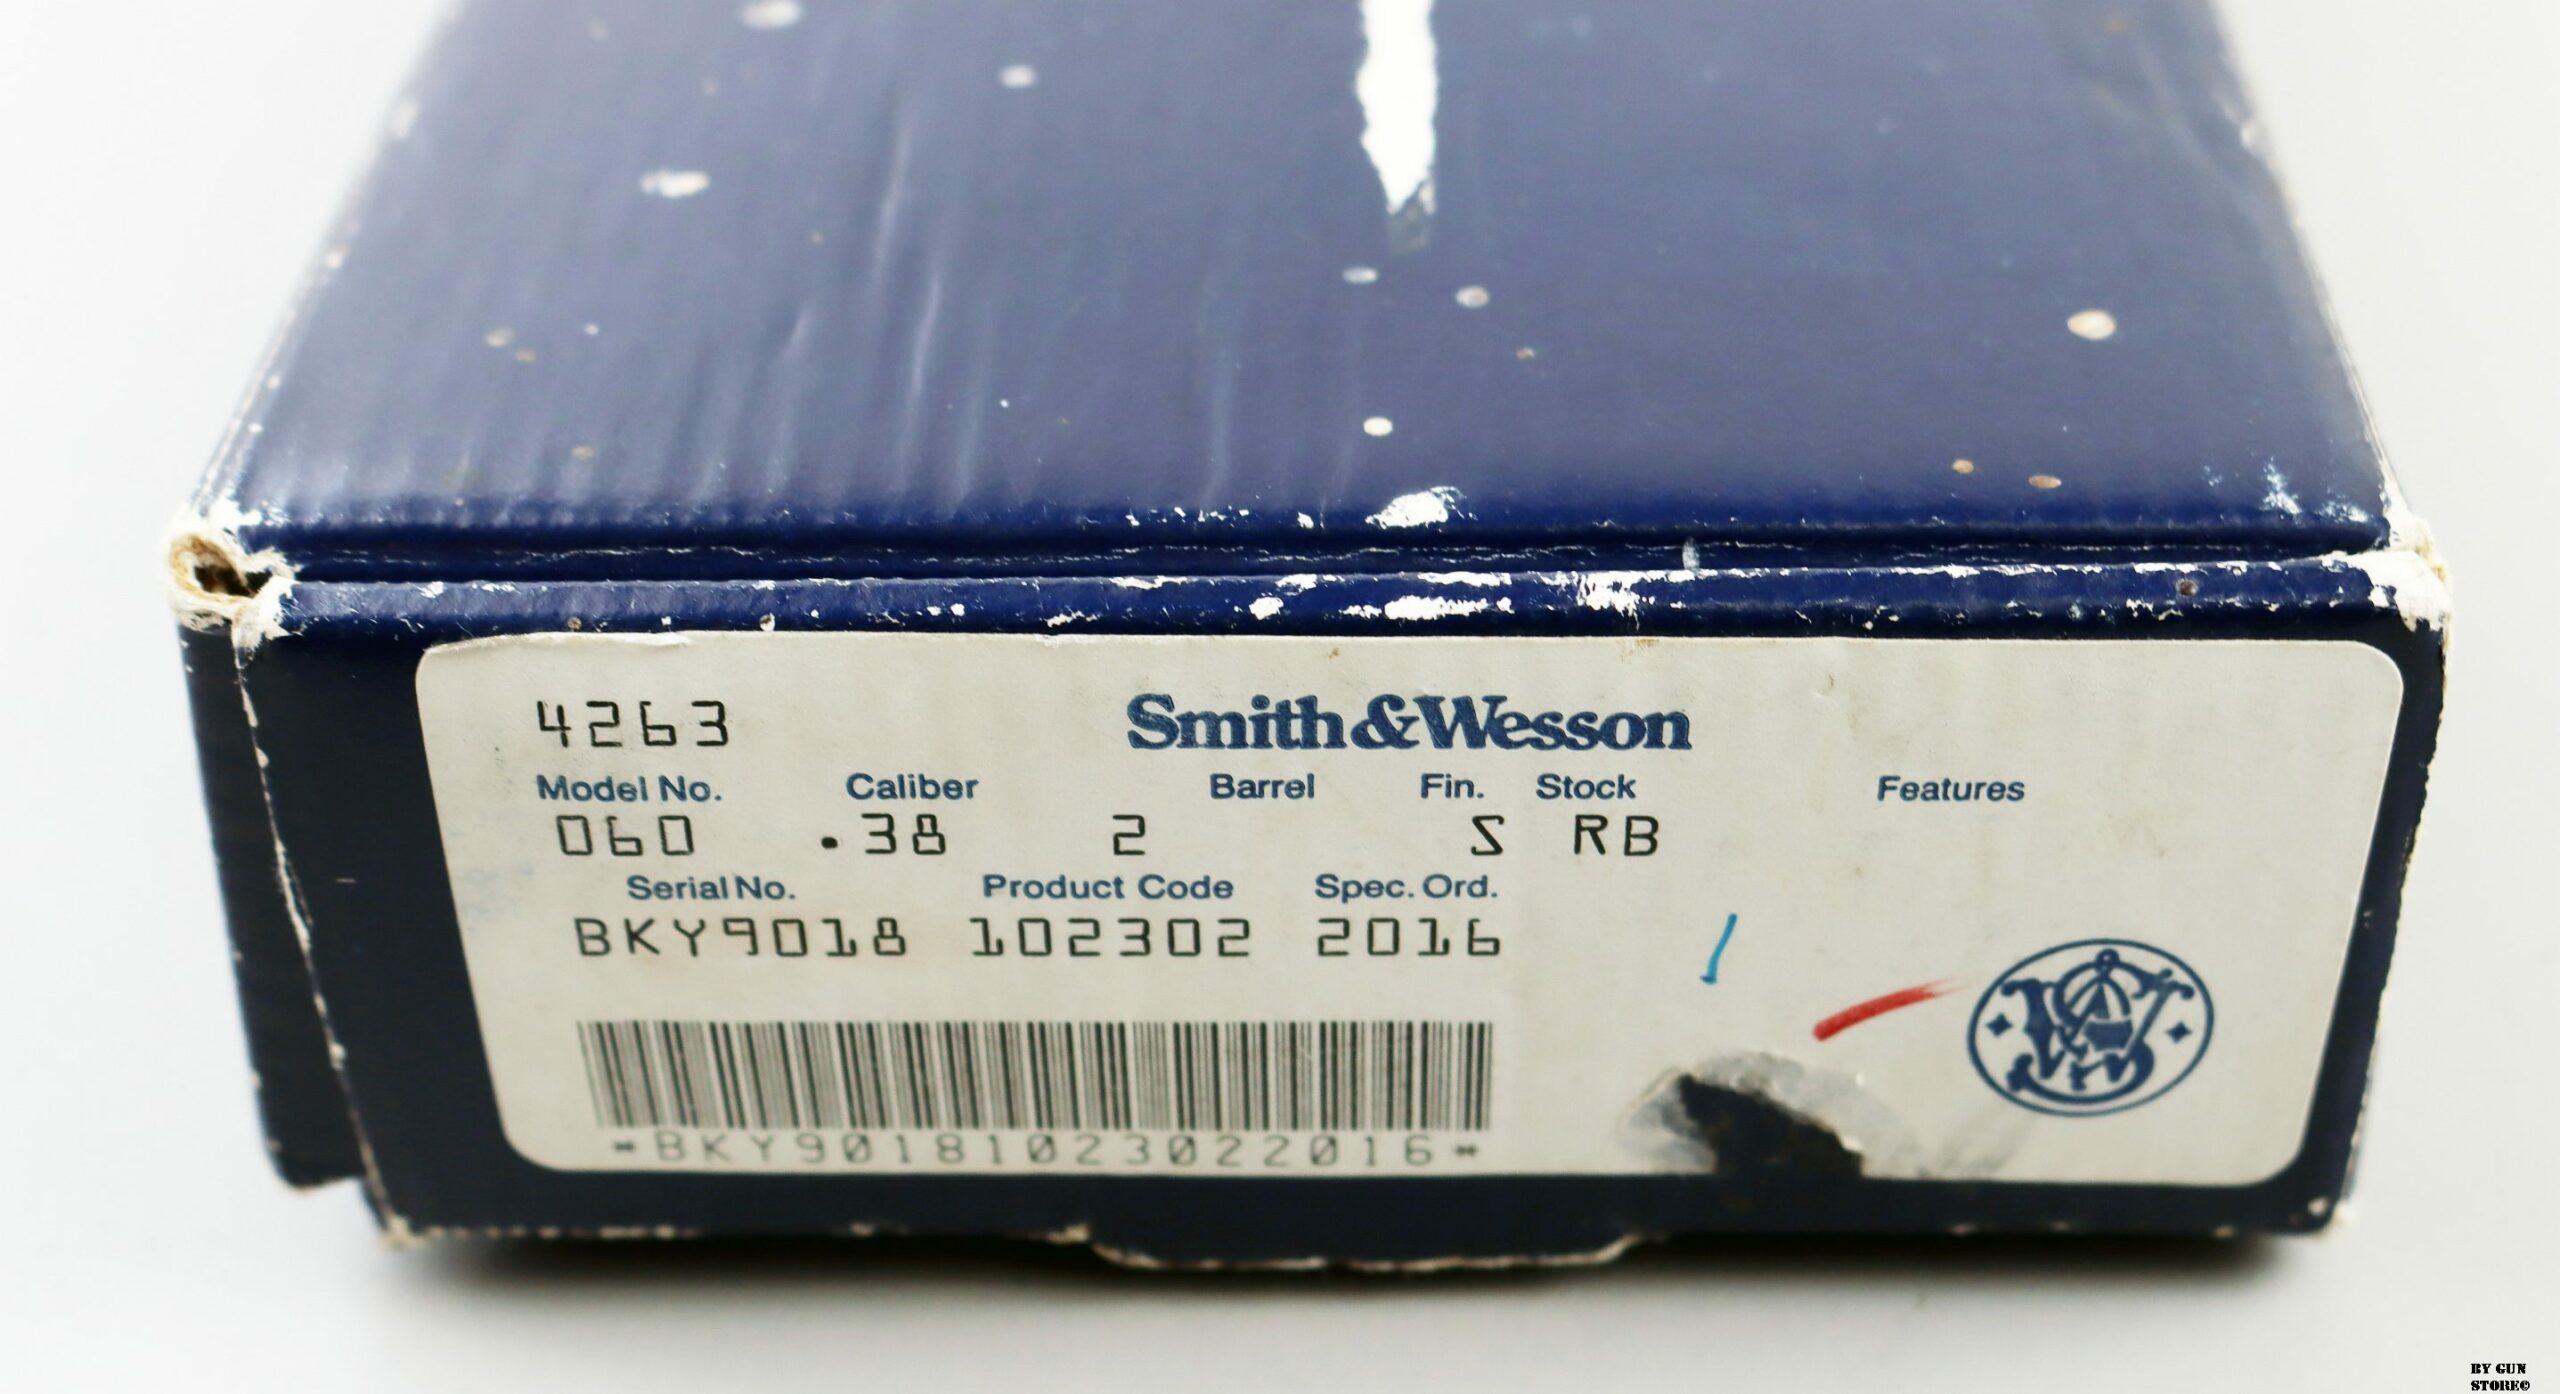 4263 Smith&Wesson
Model No. Caliber Barrel Fin. Stock Features
060 .38 2 S RB
Serial No. Product Code Spec. Ord.
BKY9018 102302 2016
*BKY90181023022016*
BY GUN
STORE©